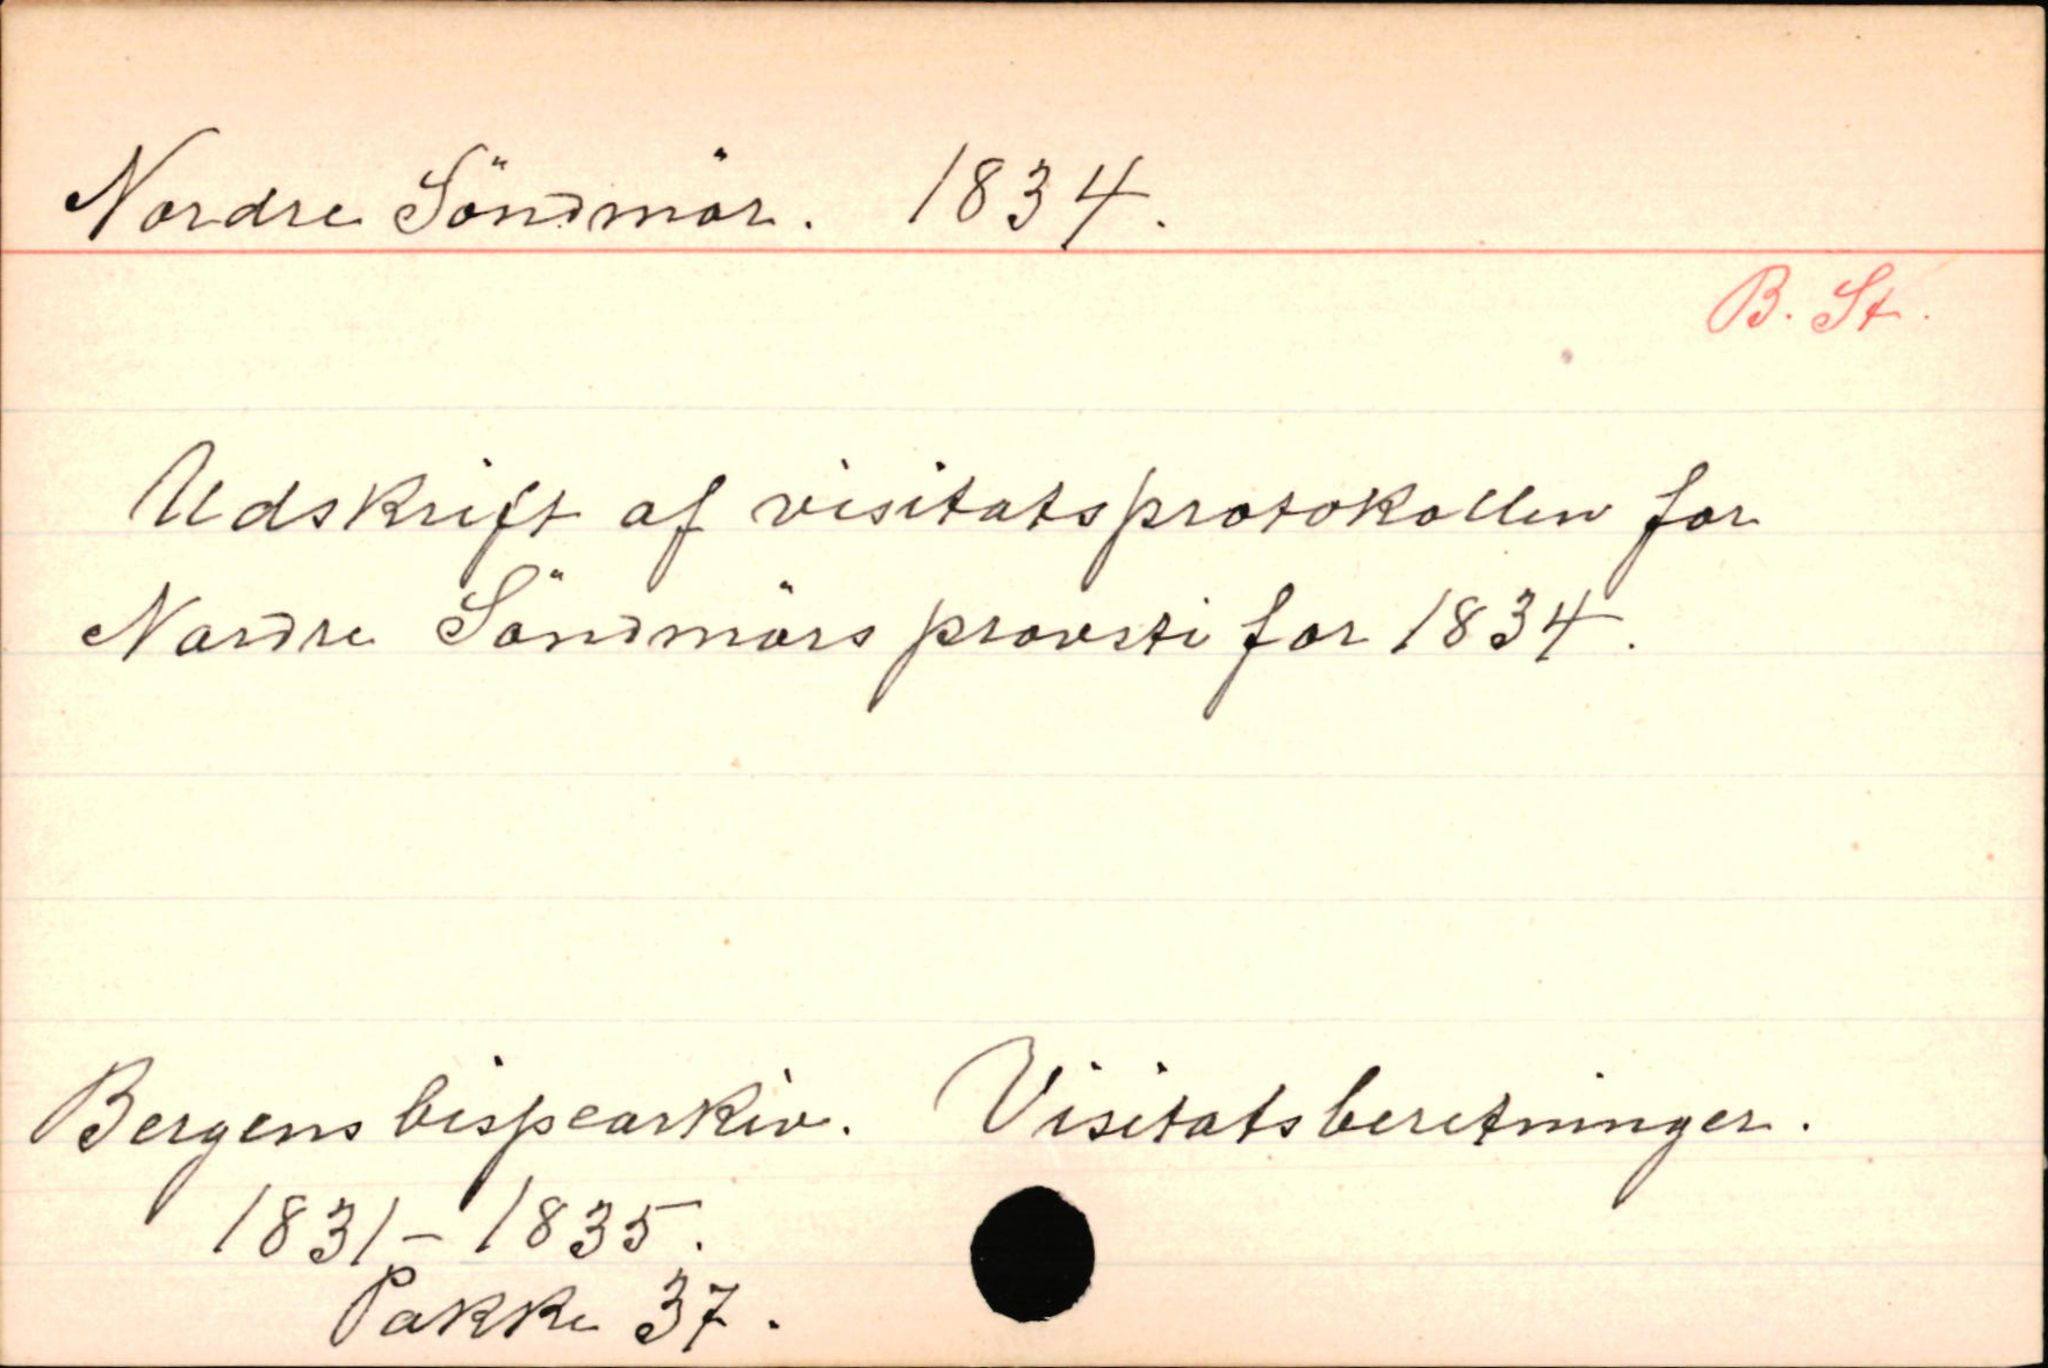 Nordre Söndmör. 1834.
B. St.
Udskrift af visitatsprotokollen for
Nordre Söndmörs provsti for 1834.
Bergens bispearkiv. Visitatsberetninger.
1831-1835.
Pakke 37.